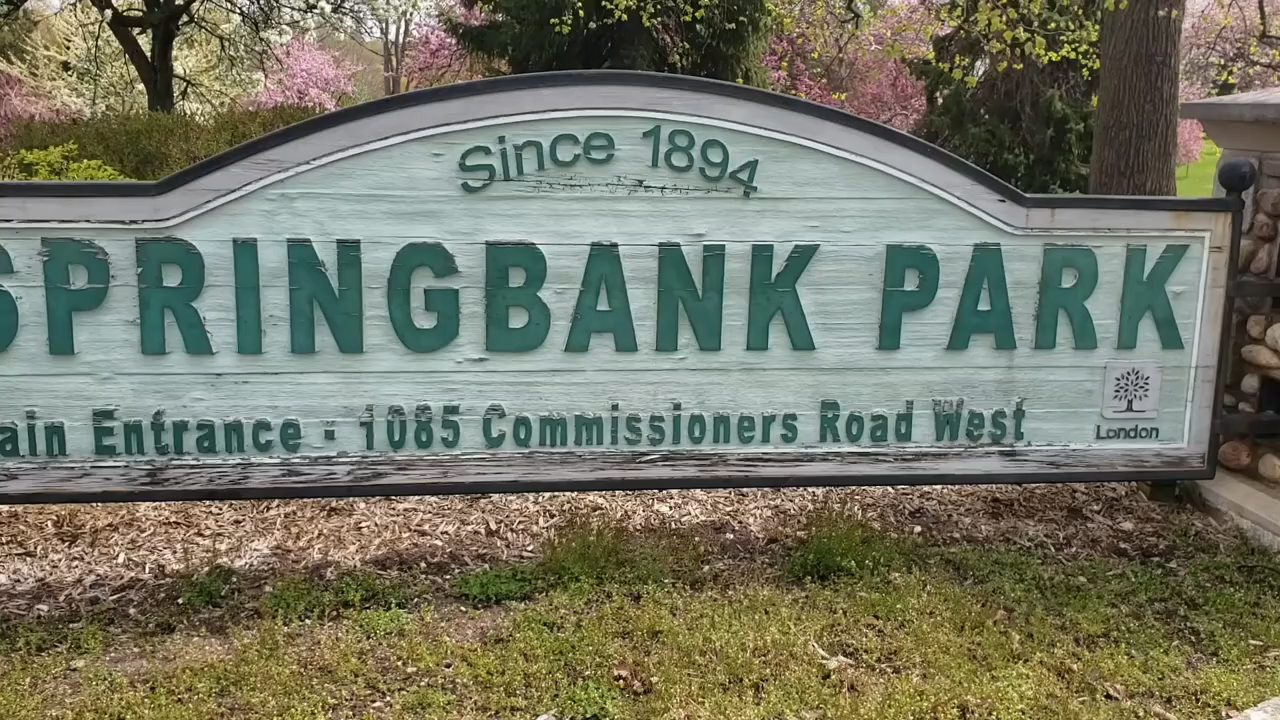 Since 1894
SPRINGBANK PARK
ain Entrance - 1085 Commissioners Road West
London